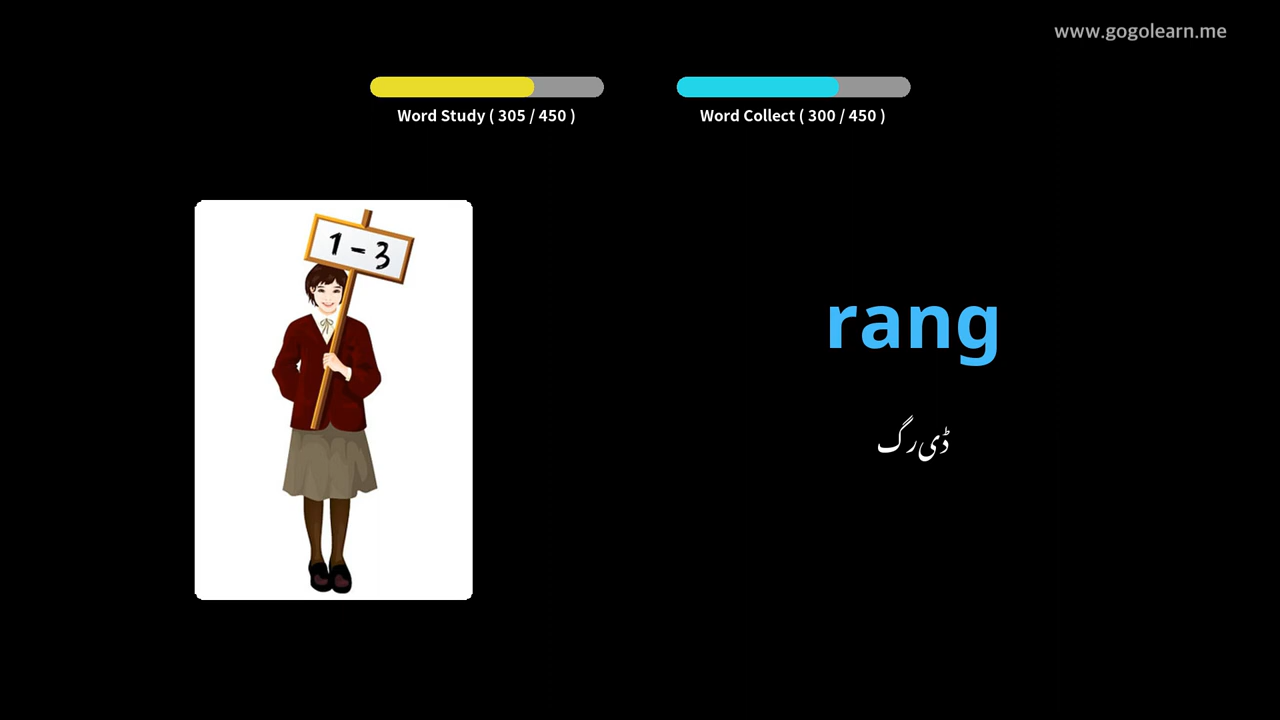 www.gogolearn.me
Word Study ( 305 / 450 )
Word Collect ( 300 / 450 )
1 - 3
rang
ڈی رگ